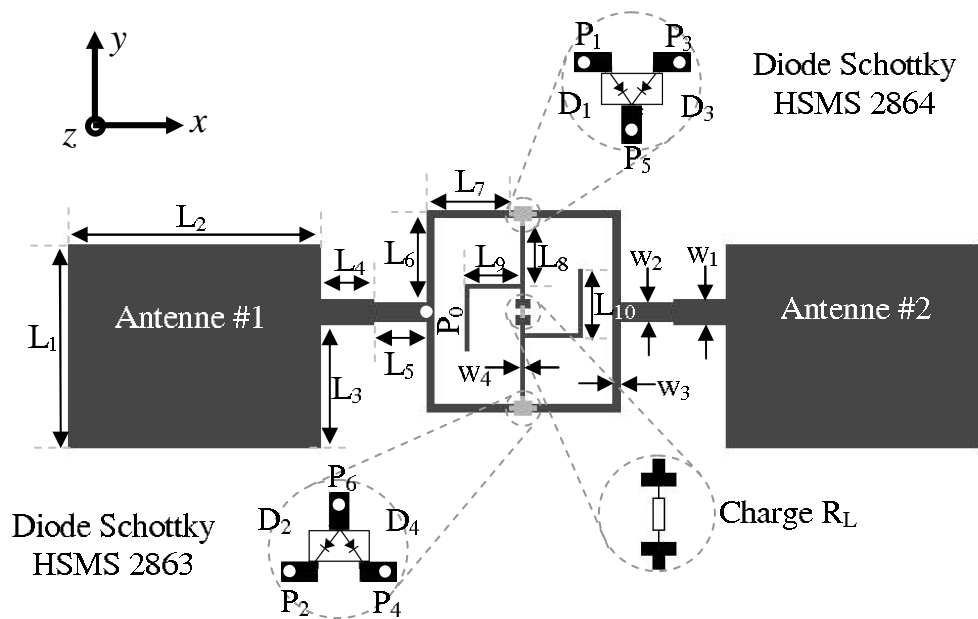 y
x
z
P1
P3
D1
D3
P5
Diode Schottky
HSMS 2864
L7
L2
L6
L4
L9
L8
w2
w1
Antenne #1
P0
L10
Antenne #2
L1
L5
L3
w4
w3
P6
D2
D4
Diode Schottky
HSMS 2863
P2
P4
Charge RL